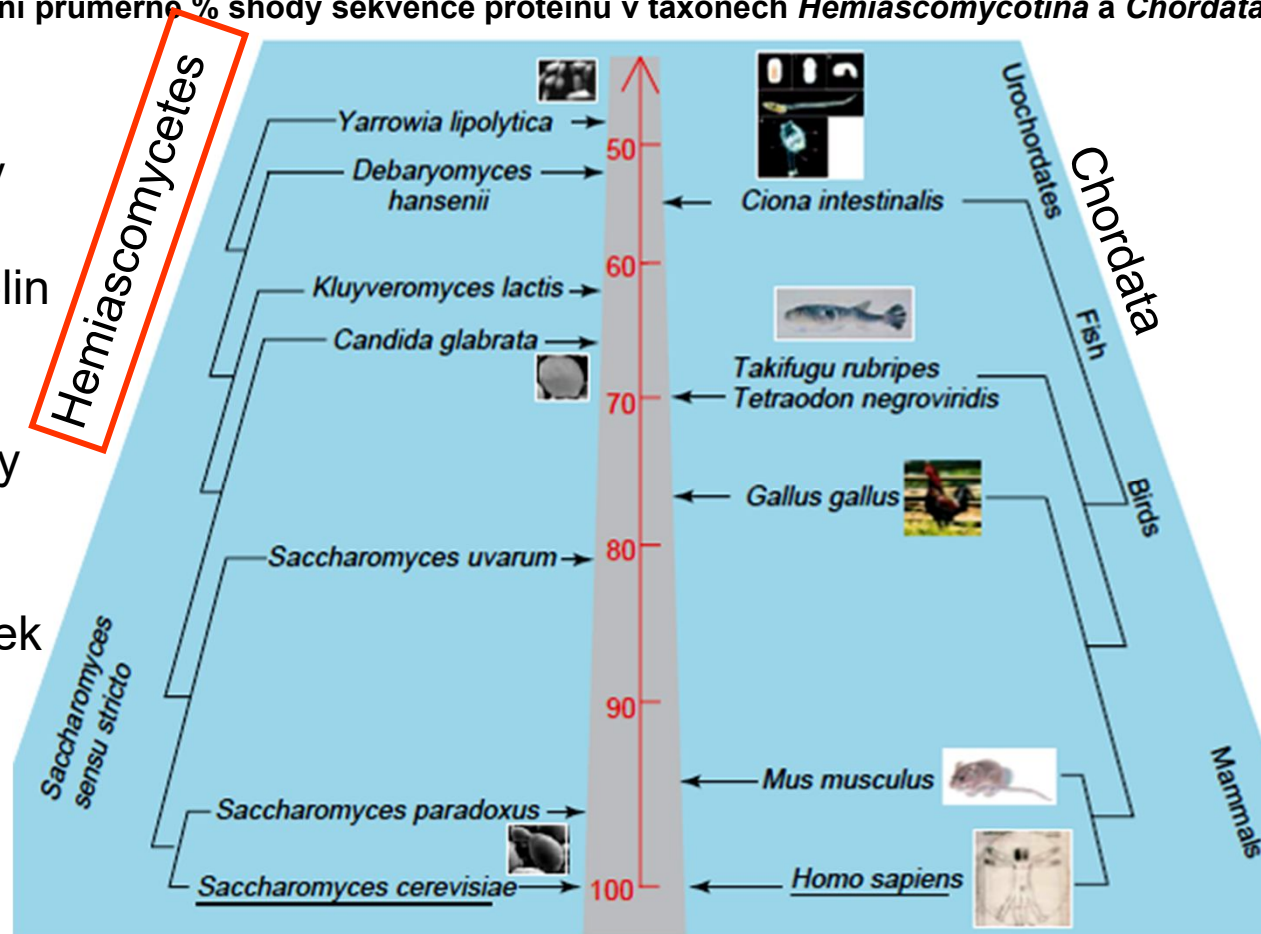 ní průměrné % shody sekvence proteinů v taxonech Hemiascomycotina a Chordata
Hemiascomycetes
Yarrowia lipolytica
50
Urochordates
Chordata
y
Debaryomyces
hansenii
Ciona intestinalis
60
lin
Kluyveromyces lactis
Fish
Candida glabrata
Takifugu rubripes
70
Tetraodon negroviridis
y
Gallus gallus
Birds
80
Saccharomyces uvarum
ek
Saccharomyces
sensu stricto
90
Mus musculus
Mammals
Saccharomyces paradoxus
Saccharomyces cerevisiae
100
Homo sapiens